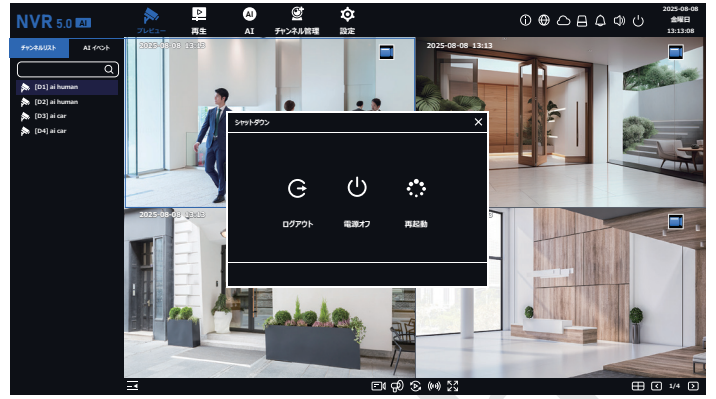 NVR 5.0 AI
プレビュー
再生
AI
AI
チャンネル管理
設定
2025-08-08
金曜日
13:13:08
チャンネルリスト
AI イベント
[D1] ai human
[D2] ai human
[D3] ai car
[D4] ai car
2025-08-08 13:13
2025-08-08 13:13
シャットダウン
ログアウト
電源オフ
再起動
2025-08-08 13:13
1/4